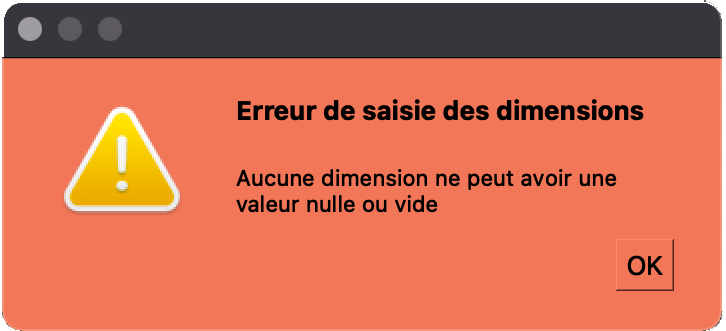 Erreur de saisie des dimensions
Aucune dimension ne peut avoir une
valeur nulle ou vide
OK